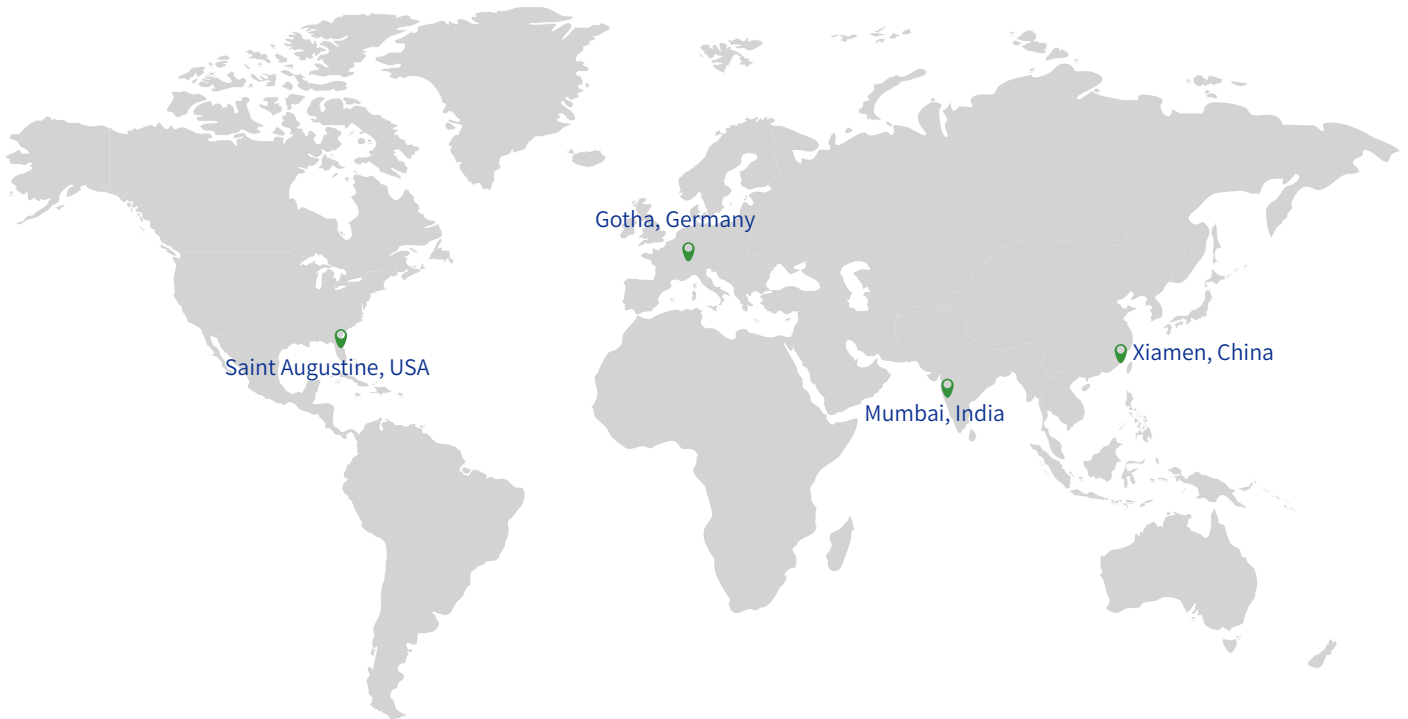 Gotha, Germany
Xiamen, China
Saint Augustine, USA
Mumbai, India